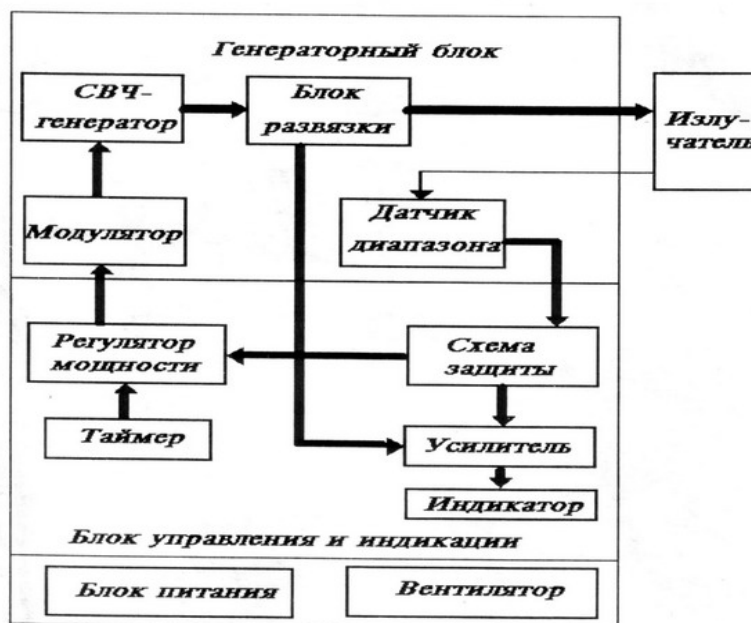 Генераторный блок
СВЧ-
генератор
Блок
развязки
Излу-
чатель
Модулятор
Датчик
диапазона
Регулятор
мощности
Схема
защиты
Таймер
Усилитель
Индикатор
Блок управления и индикации
Блок питания
Вентилятор